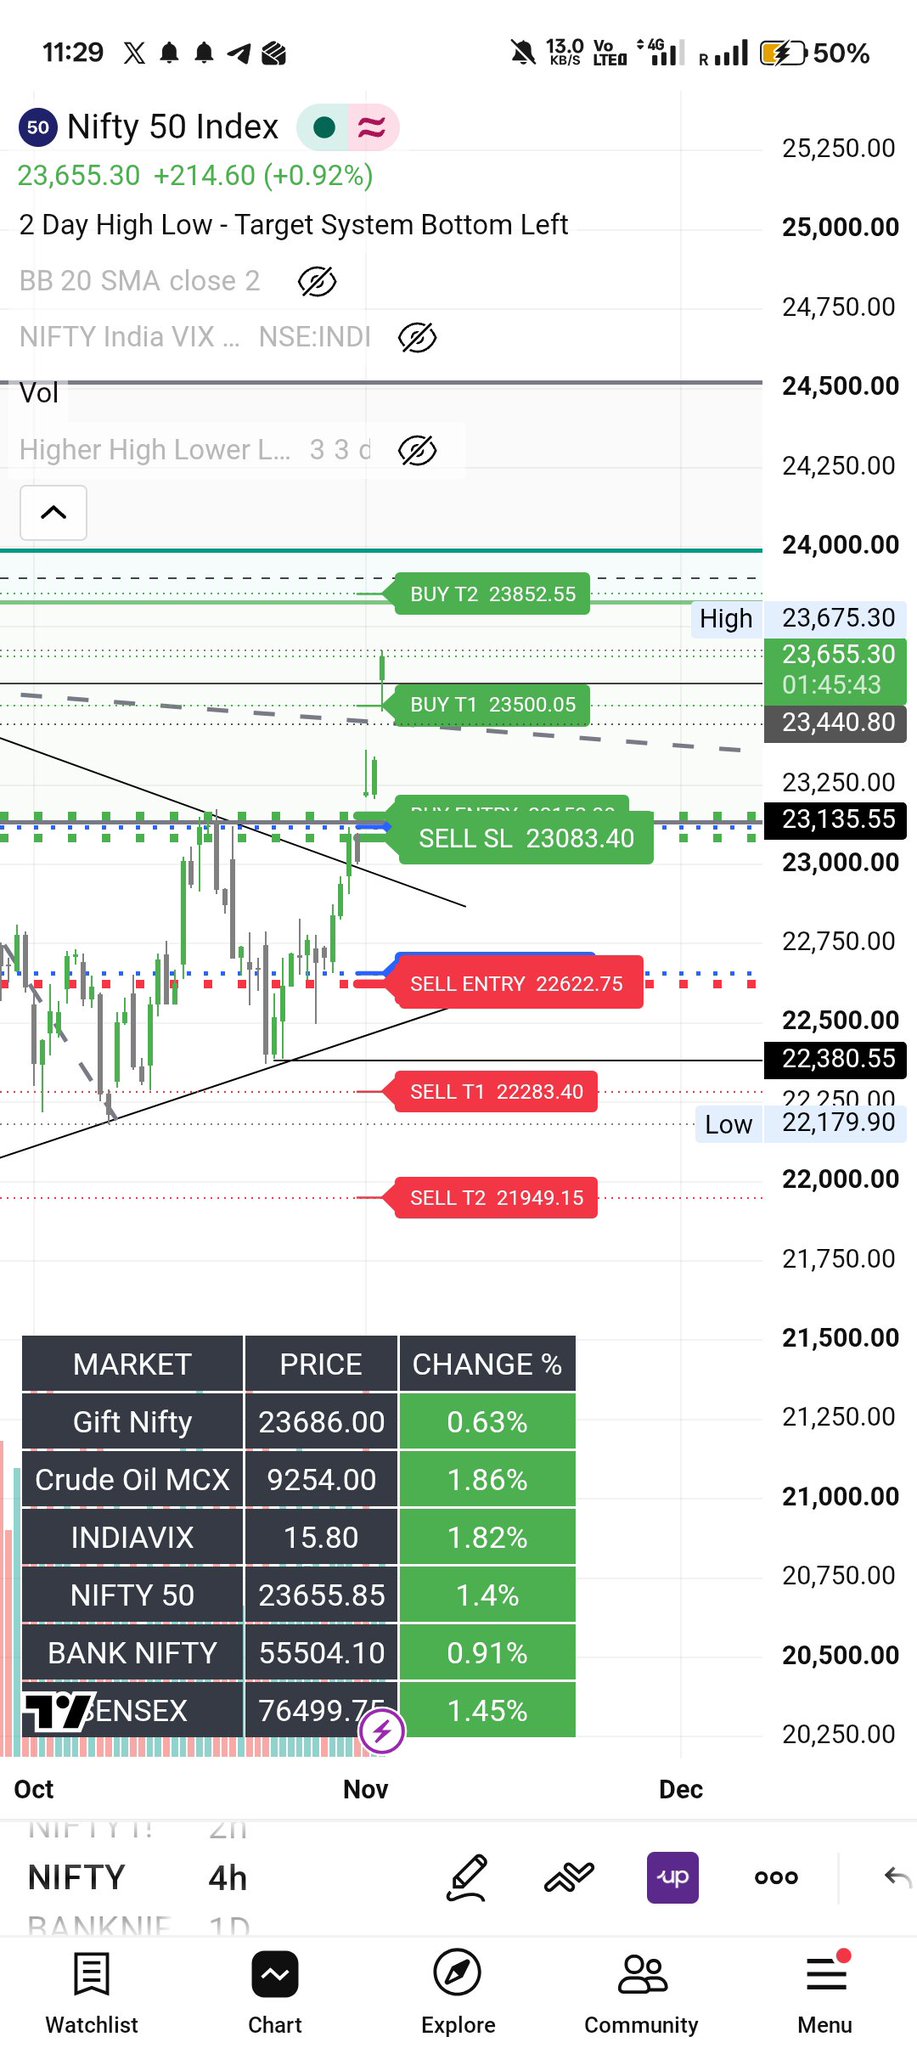 11:29
13.0 KB/S
Vo LTE
4G
R
50%
50 Nifty 50 Index
23,655.30 +214.60 (+0.92%)
2 Day High Low - Target System Bottom Left
BB 20 SMA close 2
NIFTY India VIX ... NSE:INDI
Vol
Higher High Lower L... 3 3 d
25,250.00
25,000.00
24,750.00
24,500.00
24,250.00
24,000.00
BUY T2 23852.55
High 23,675.30
23,655.30
01:45:43
BUY T1 23500.05
23,440.80
23,250.00
23,135.55
SELL SL 23083.40
23,000.00
22,750.00
SELL ENTRY 22622.75
22,500.00
22,380.55
SELL T1 22283.40
22,250.00
Low 22,179.90
22,000.00
SELL T2 21949.15
21,750.00
21,500.00
21,250.00
21,000.00
20,750.00
20,500.00
20,250.00
MARKET PRICE CHANGE %
Gift Nifty 23686.00 0.63%
Crude Oil MCX 9254.00 1.86%
INDIAVIX 15.80 1.82%
NIFTY 50 23655.85 1.4%
BANK NIFTY 55504.10 0.91%
SENSEX 76499.75 1.45%
Oct Nov Dec
NIFTY1! 2h
NIFTY 4h
up
BANKNIF 1D
Watchlist Chart Explore Community Menu